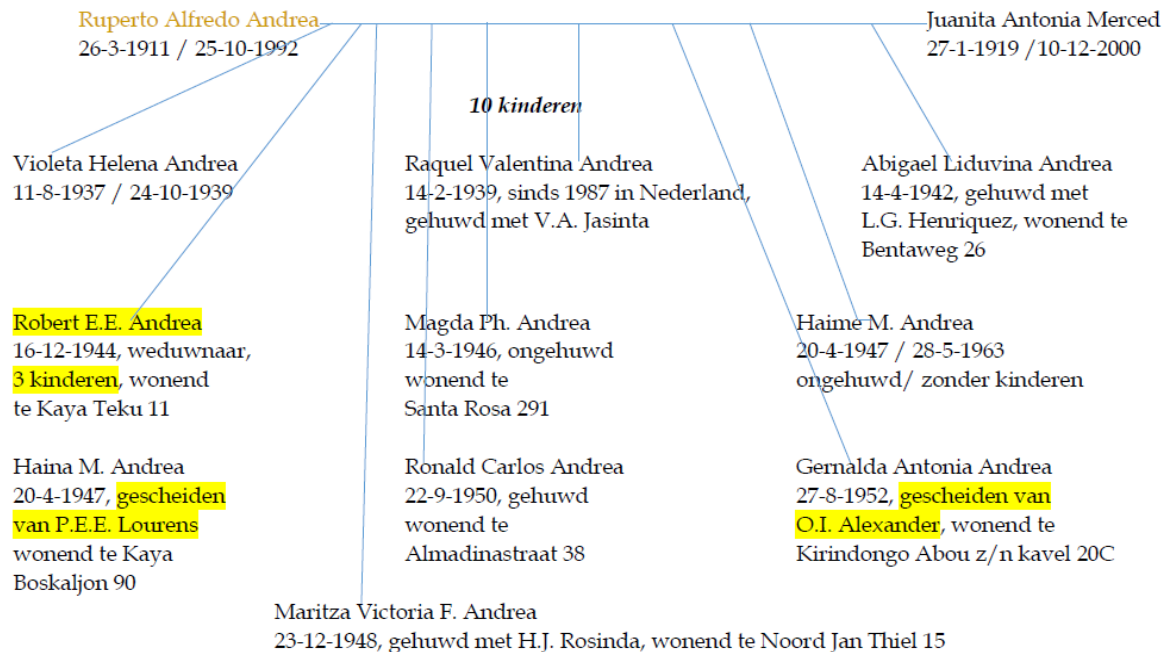 Ruperto Alfredo Andrea
26-3-1911 / 25-10-1992
Juanita Antonia Merced
27-1-1919 /10-12-2000
10 kinderen
Violeta Helena Andrea
11-8-1937 / 24-10-1939
Raquel Valentina Andrea
14-2-1939, sinds 1987 in Nederland,
gehuwd met V.A. Jasinta
Abigael Liduvina Andrea
14-4-1942, gehuwd met
L.G. Henriquez, wonend te
Bentaweg 26
Robert E.E. Andrea
16-12-1944, weduwnaar,
3 kinderen, wonend
te Kaya Teku 11
Magda Ph. Andrea
14-3-1946, ongehuwd
wonend te
Santa Rosa 291
Haime M. Andrea
20-4-1947 / 28-5-1963
ongehuwd/ zonder kinderen
Haina M. Andrea
20-4-1947, gescheiden
van P.E.E. Lourens
wonend te Kaya
Boskaljon 90
Ronald Carlos Andrea
22-9-1950, gehuwd
wonend te
Almadinastraat 38
Gernalda Antonia Andrea
27-8-1952, gescheiden van
O.I. Alexander, wonend te
Kirindongo Abou z/n kavel 20C
Maritza Victoria F. Andrea
23-12-1948, gehuwd met H.J. Rosinda, wonend te Noord Jan Thiel 15